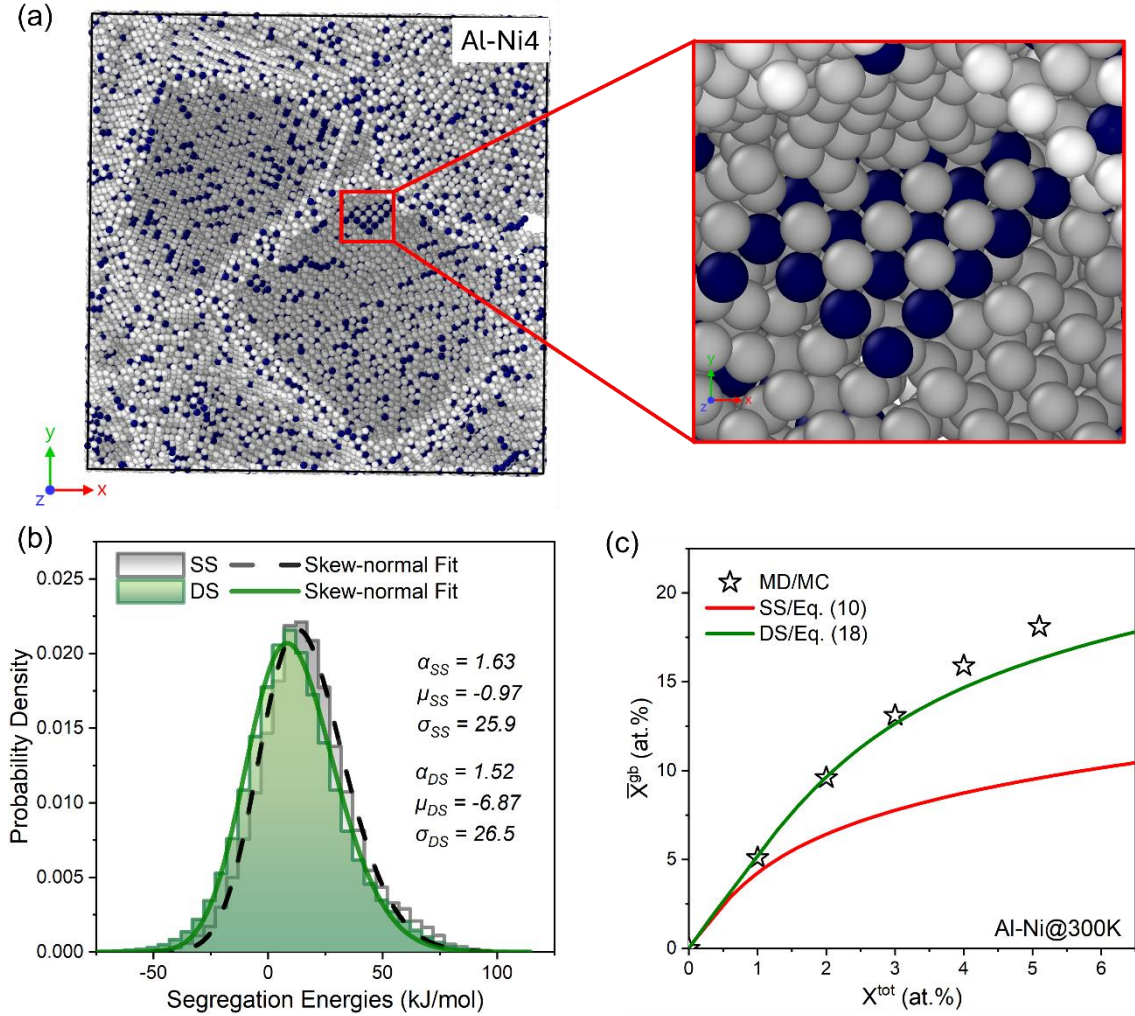 (a)
Al-Ni4
y
z x
y
z x
(b)
SS Skew-normal Fit
DS Skew-normal Fit
α_SS = 1.63
μ_SS = -0.97
σ_SS = 25.9
α_DS = 1.52
μ_DS = -6.87
σ_DS = 26.5
Probability Density
0.025
0.020
0.015
0.010
0.005
0.000
-50 0 50 100
Segregation Energies (kJ/mol)
(c)
MD/MC
SS/Eq. (10)
DS/Eq. (18)
X̅^gb (at.%)
20
15
10
5
0
0 1 2 3 4 5 6
Al-Ni@300K
X^tot (at.%)